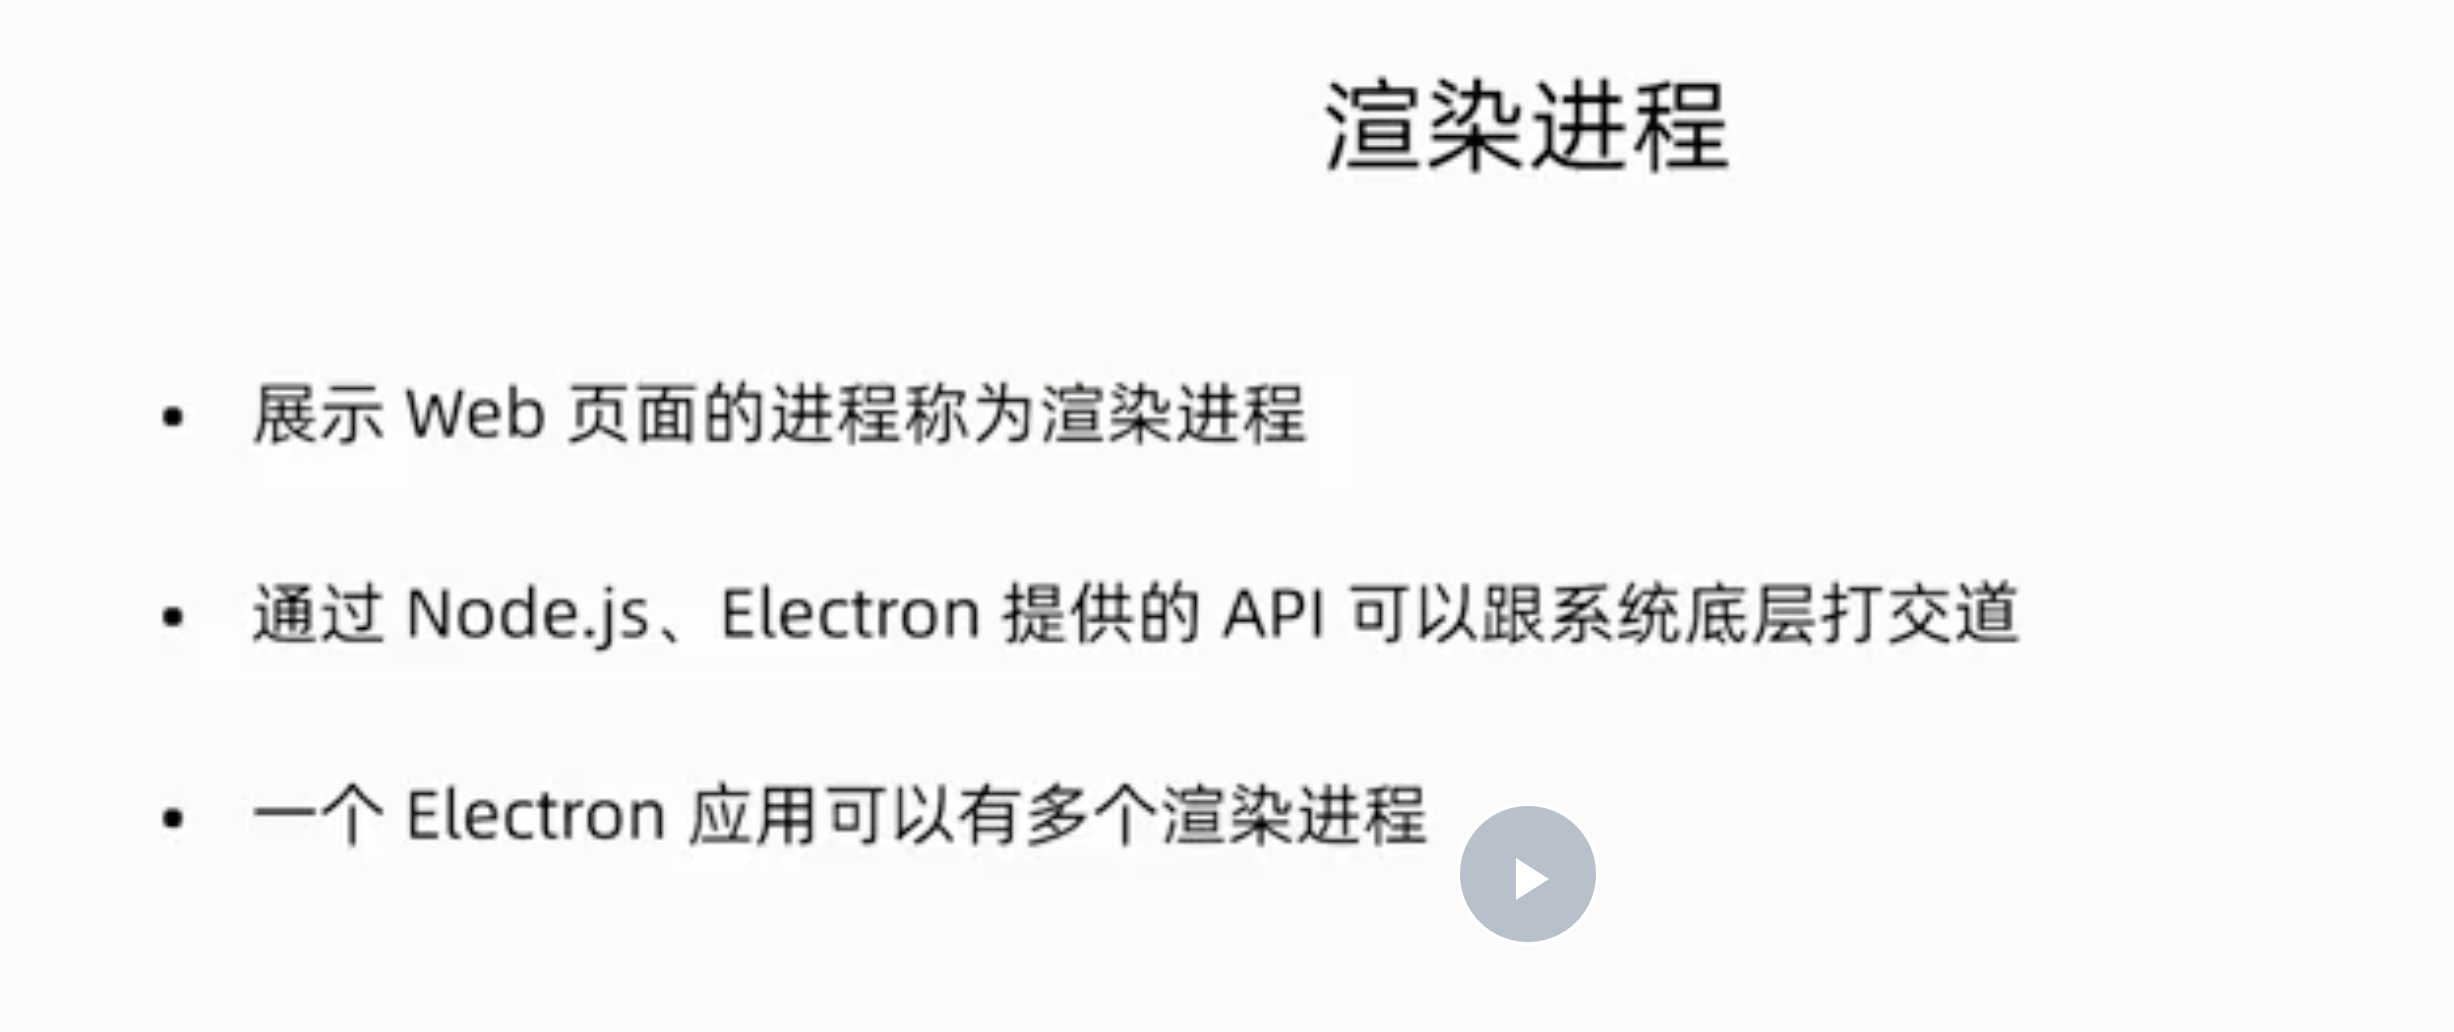 渲染进程
• 展示 Web 页面的进程称为渲染进程
• 通过 Node.js、Electron 提供的 API 可以跟系统底层打交道
• 一个 Electron 应用可以有多个渲染进程